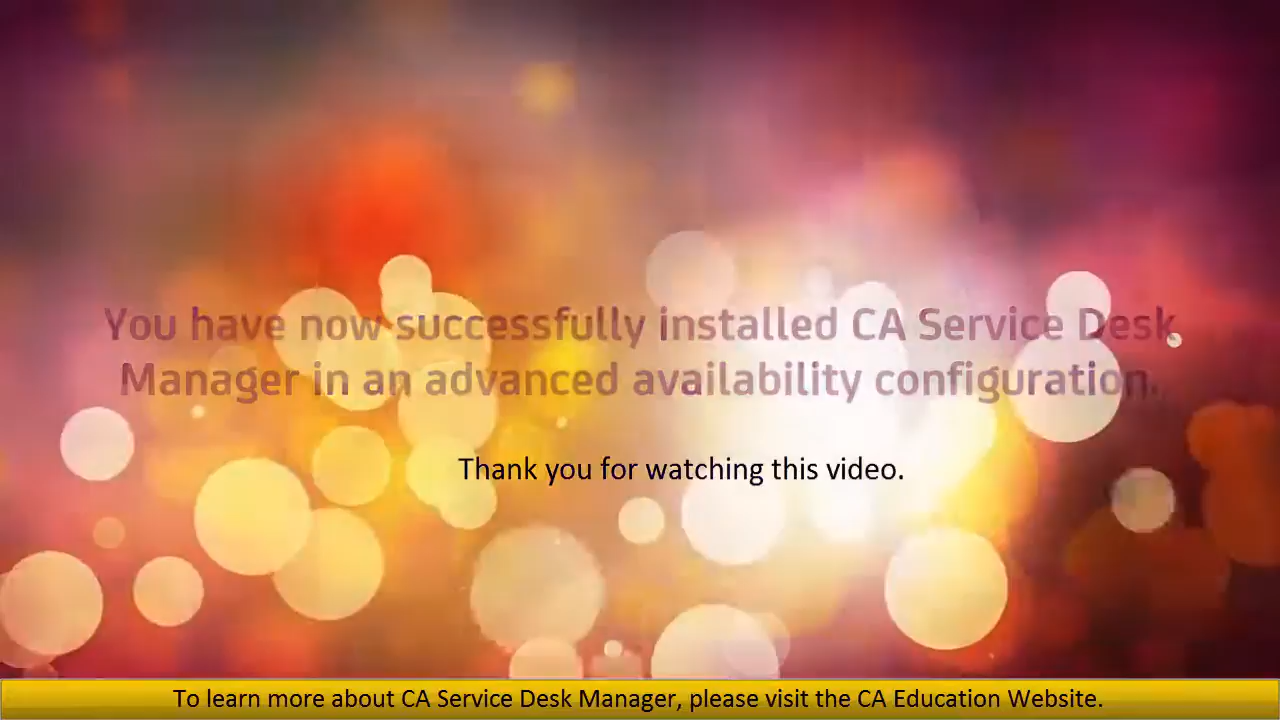 You have now successfully installed CA Service Desk
Manager in an advanced availability configuration.
Thank you for watching this video.
To learn more about CA Service Desk Manager, please visit the CA Education Website.